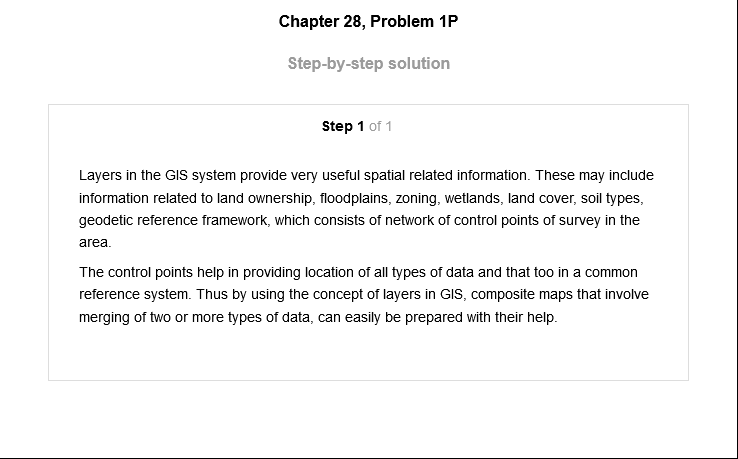 Chapter 28, Problem 1P
Step-by-step solution
Step 1 of 1
Layers in the GIS system provide very useful spatial related information. These may include
information related to land ownership, floodplains, zoning, wetlands, land cover, soil types,
geodetic reference framework, which consists of network of control points of survey in the
area.
The control points help in providing location of all types of data and that too in a common
reference system. Thus by using the concept of layers in GIS, composite maps that involve
merging of two or more types of data, can easily be prepared with their help.